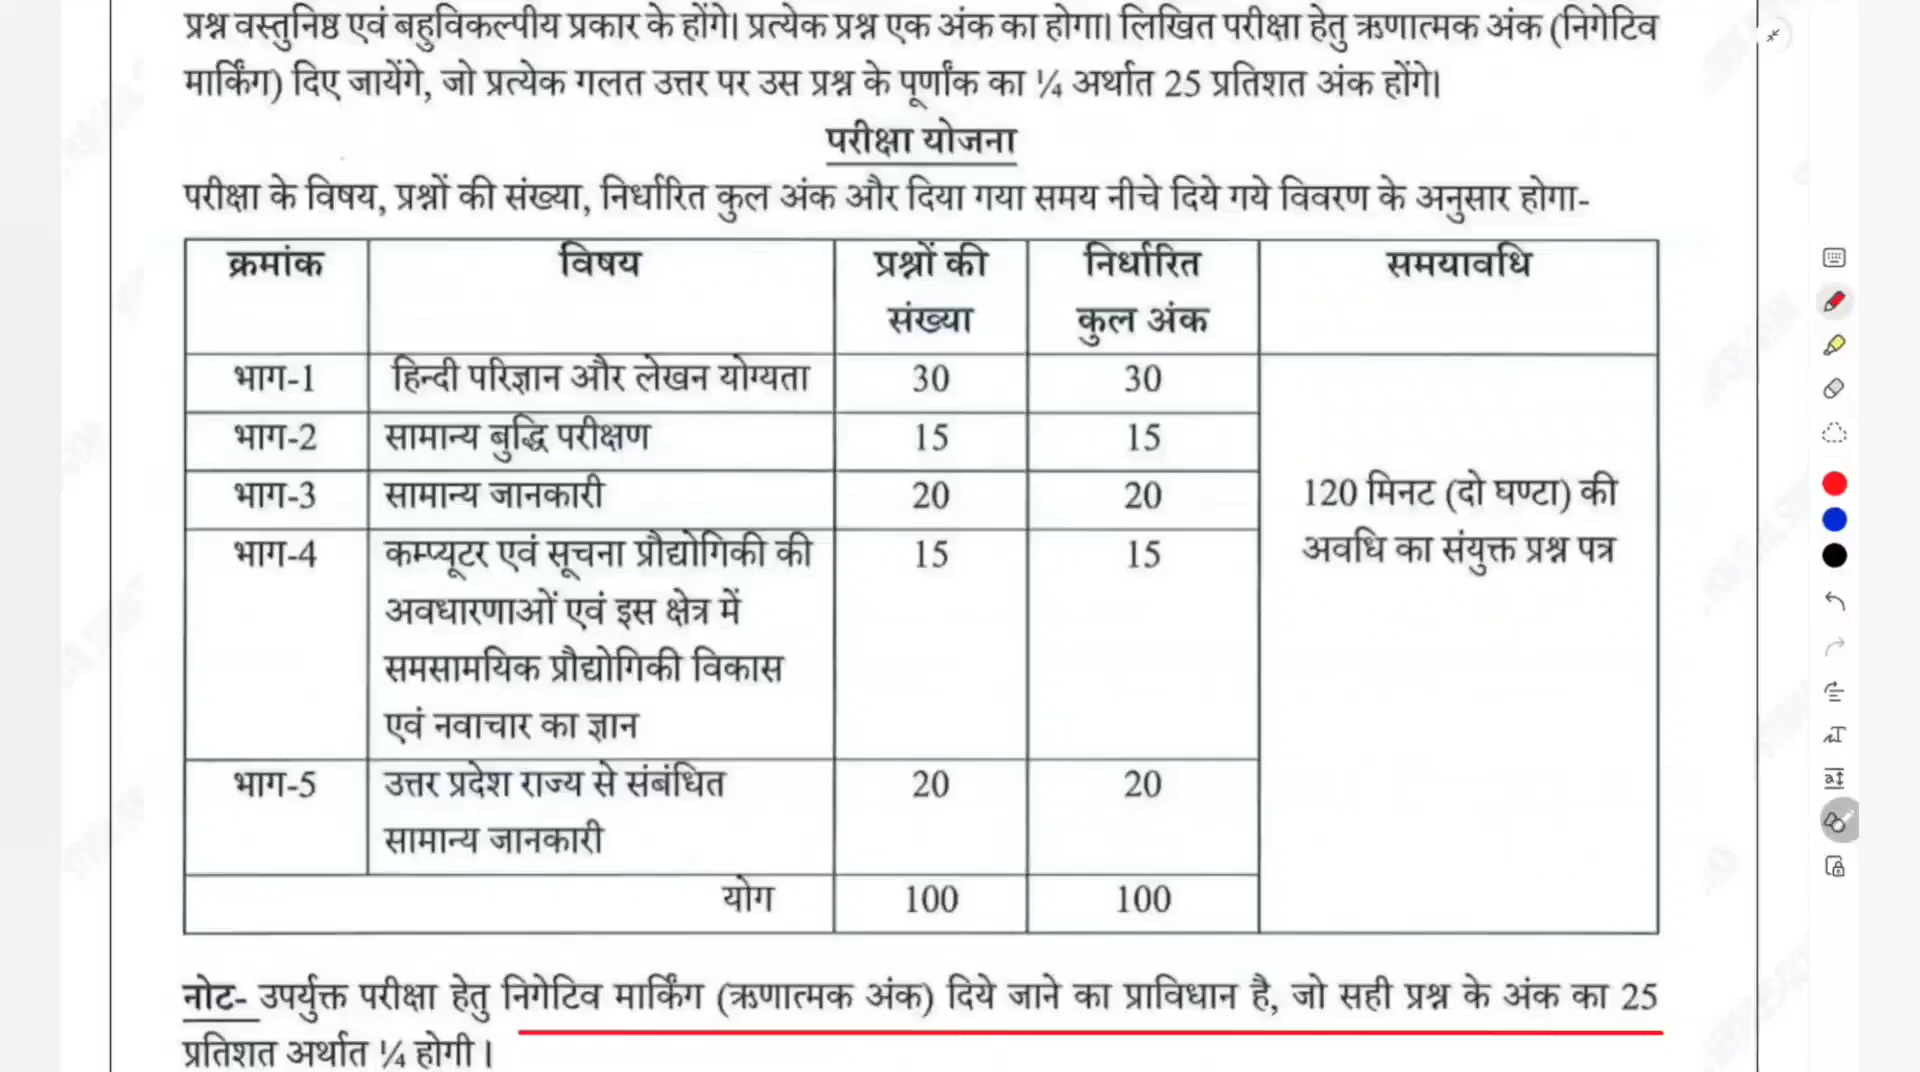 प्रश्न वस्तुनिष्ठ एवं बहुविकल्पीय प्रकार के होंगे। प्रत्येक प्रश्न एक अंक का होगा। लिखित परीक्षा हेतु ऋणात्मक अंक (निगेटिव
मार्किंग) दिए जायेंगे, जो प्रत्येक गलत उत्तर पर उस प्रश्न के पूर्णांक का ¼ अर्थात 25 प्रतिशत अंक होंगे।
परीक्षा योजना
परीक्षा के विषय, प्रश्नों की संख्या, निर्धारित कुल अंक और दिया गया समय नीचे दिये गये विवरण के अनुसार होगा-
क्रमांक विषय प्रश्नों की संख्या निर्धारित कुल अंक समयावधि
भाग-1 हिन्दी परिज्ञान और लेखन योग्यता 30 30
भाग-2 सामान्य बुद्धि परीक्षण 15 15
भाग-3 सामान्य जानकारी 20 20
120 मिनट (दो घण्टा) की
अवधि का संयुक्त प्रश्न पत्र
भाग-4 कम्प्यूटर एवं सूचना प्रौद्योगिकी की 15 15
अवधारणाओं एवं इस क्षेत्र में
समसामयिक प्रौद्योगिकी विकास
एवं नवाचार का ज्ञान
भाग-5 उत्तर प्रदेश राज्य से संबंधित 20 20
सामान्य जानकारी
योग 100 100
नोट- उपर्युक्त परीक्षा हेतु निगेटिव मार्किंग (ऋणात्मक अंक) दिये जाने का प्राविधान है, जो सही प्रश्न के अंक का 25
प्रतिशत अर्थात ¼ होगी।